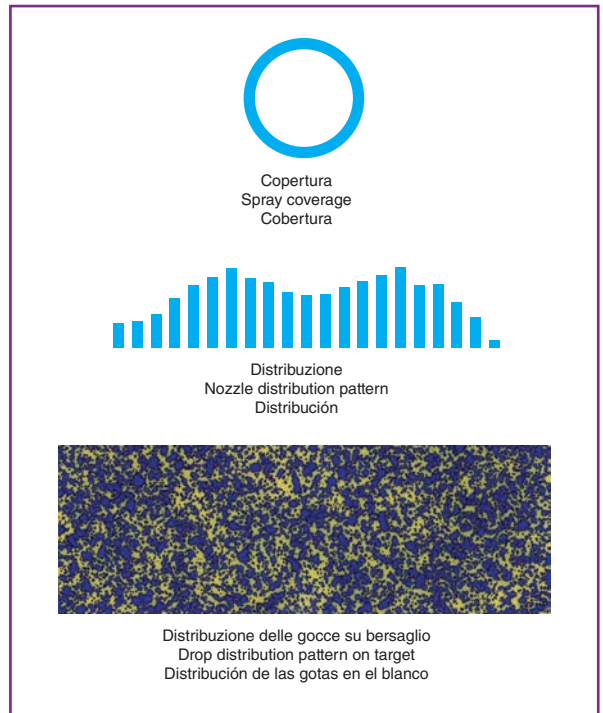 Copertura
Spray coverage
Cobertura
Distribuzione
Nozzle distribution pattern
Distribución
Distribuzione delle gocce su bersaglio
Drop distribution pattern on target
Distribución de las gotas en el blanco